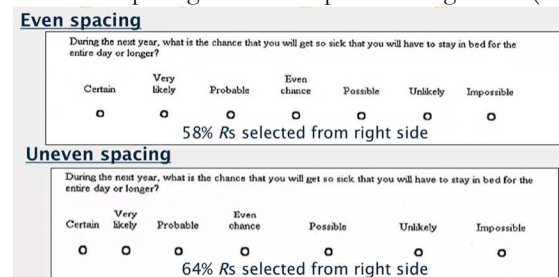 Even spacing
During the next year, what is the chance that you will get so sick that you will have to stay in bed for the
entire day or longer?
Certain Very likely Probable Even chance Possible Unlikely Impossible
58% Rs selected from right side
Uneven spacing
During the next year, what is the chance that you will get so sick that you will have to stay in bed for the
entire day or longer?
Certain Very likely Probable Even chance Possible Unlikely Impossible
64% Rs selected from right side